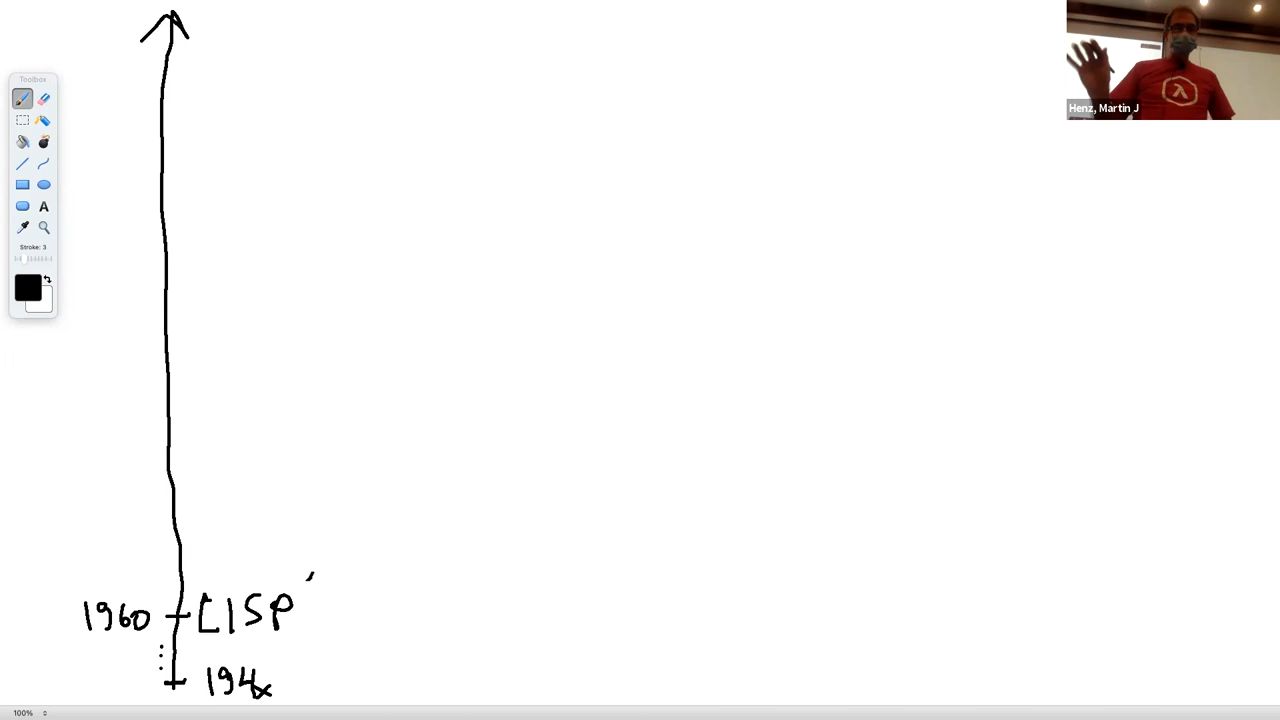 Toolbox
A
Stroke: 3
Henz, Martin J
λ
1960 LISP
194x
100%